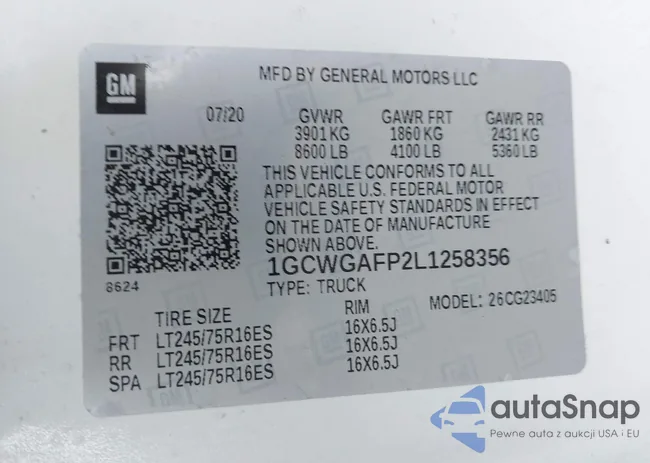 GM
MFD BY GENERAL MOTORS LLC
07/20 GVWR GAWR FRT GAWR RR
3901 KG 1860 KG 2431 KG
8600 LB 4100 LB 5360 LB
THIS VEHICLE CONFORMS TO ALL
APPLICABLE U.S. FEDERAL MOTOR
VEHICLE SAFETY STANDARDS IN EFFECT
ON THE DATE OF MANUFACTURE
SHOWN ABOVE.
8624
1GCWGAFP2L1258356
TYPE: TRUCK MODEL: 26CG23405
TIRE SIZE RIM
FRT LT245/75R16ES 16X6.5J
RR LT245/75R16ES 16X6.5J
SPA LT245/75R16ES 16X6.5J
GM
autaSnap
Pewne auta z aukcji USA i EU